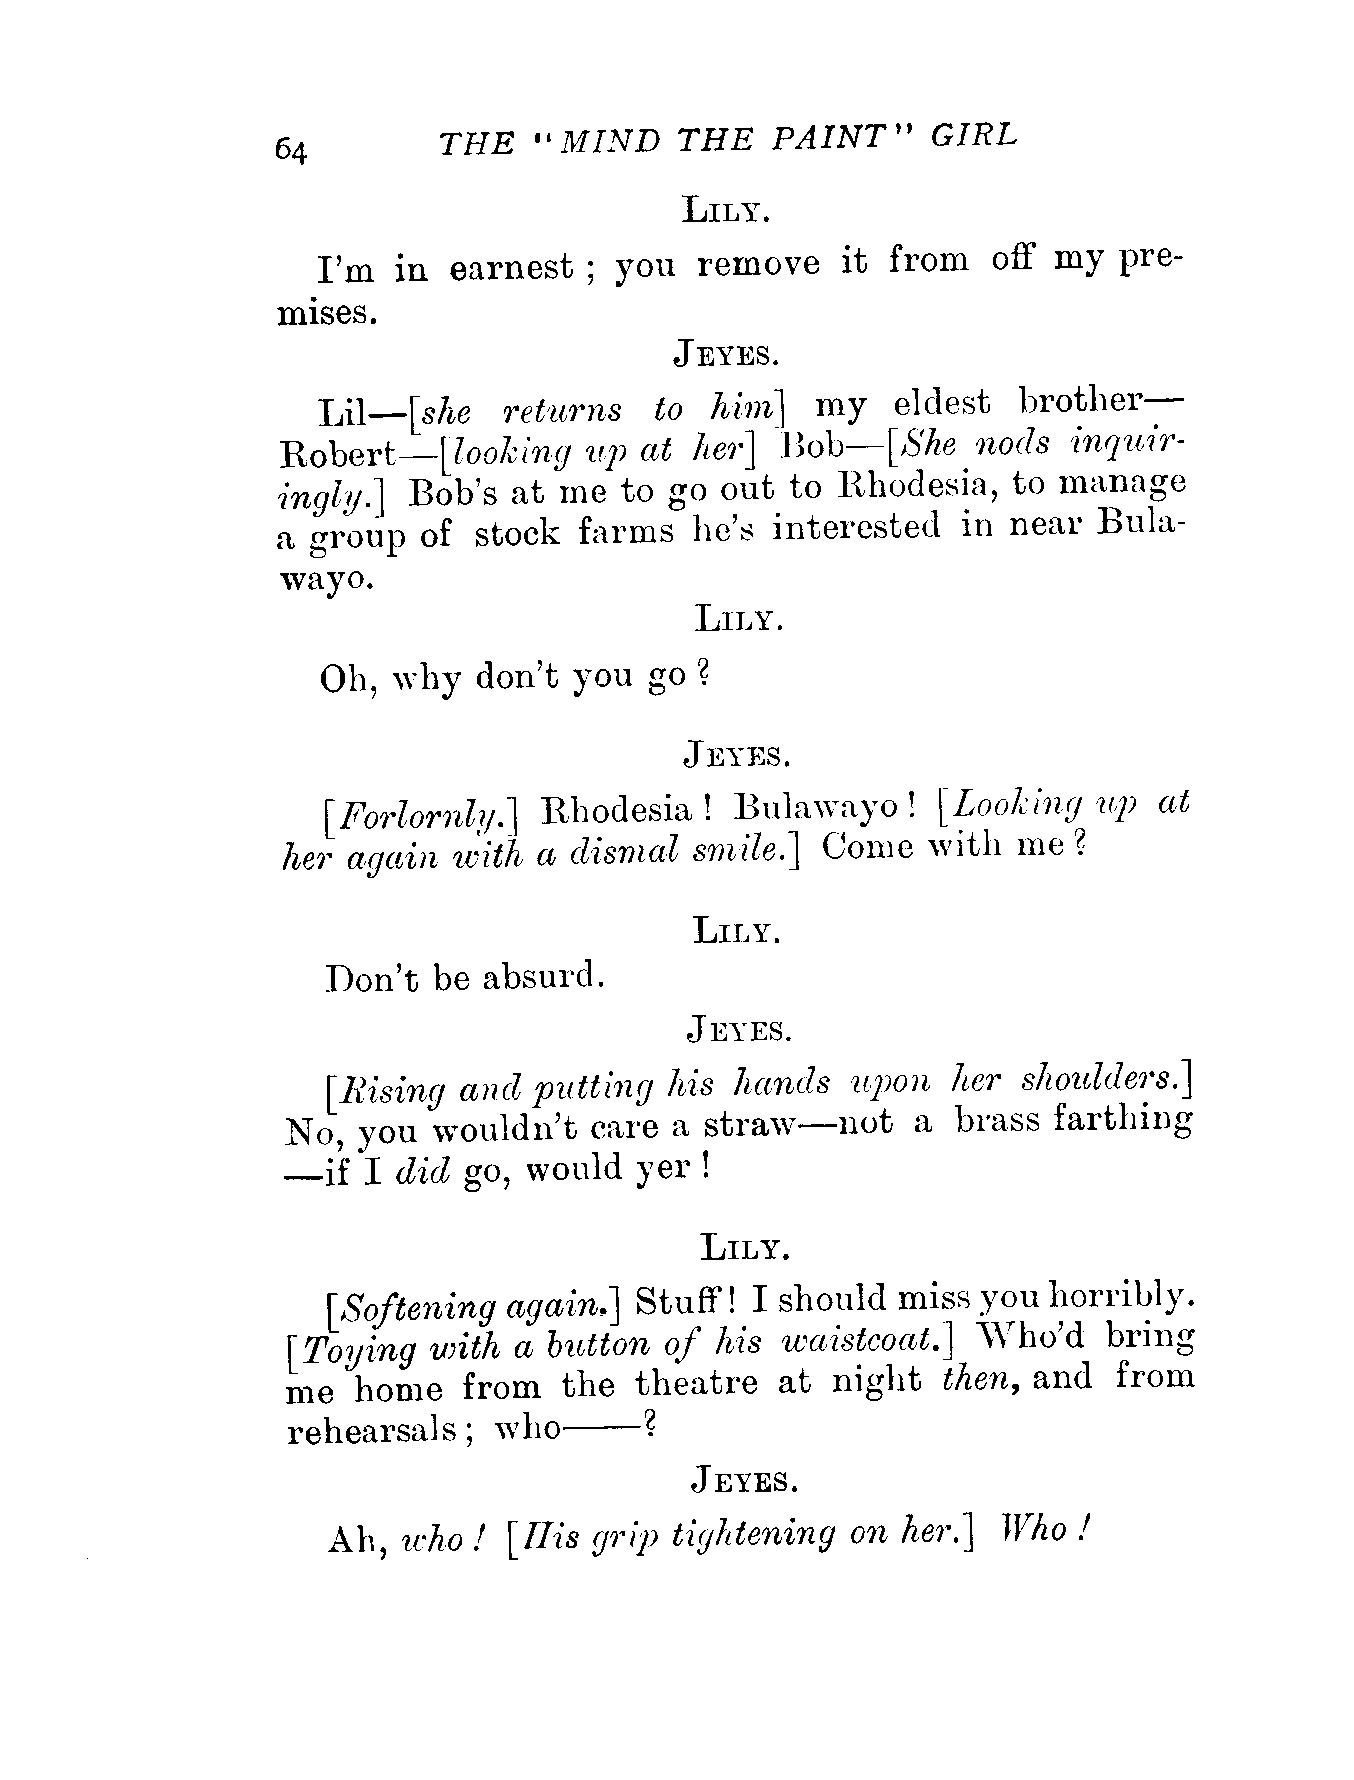 64 THE "MIND THE PAINT" GIRL
LILY.
I'm in earnest ; you remove it from off my pre-
mises.
JEYES.
Lil—[she returns to him] my eldest brother—
Robert—[looking up at her] Bob—[She nods inquir-
ingly.] Bob's at me to go out to Rhodesia, to manage
a group of stock farms he's interested in near Bula-
wayo.
LILY.
Oh, why don't you go ?
JEYES.
[Forlornly.] Rhodesia ! Bulawayo ! [Looking up at
her again with a dismal smile.] Come with me ?
LILY.
Don't be absurd.
JEYES.
[Rising and putting his hands upon her shoulders.]
No, you wouldn't care a straw—not a brass farthing
—if I did go, would yer !
LILY.
[Softening again.] Stuff! I should miss you horribly.
[Toying with a button of his waistcoat.] Who'd bring
me home from the theatre at night then, and from
rehearsals ; who——?
JEYES.
Ah, who ! [His grip tightening on her.] Who !